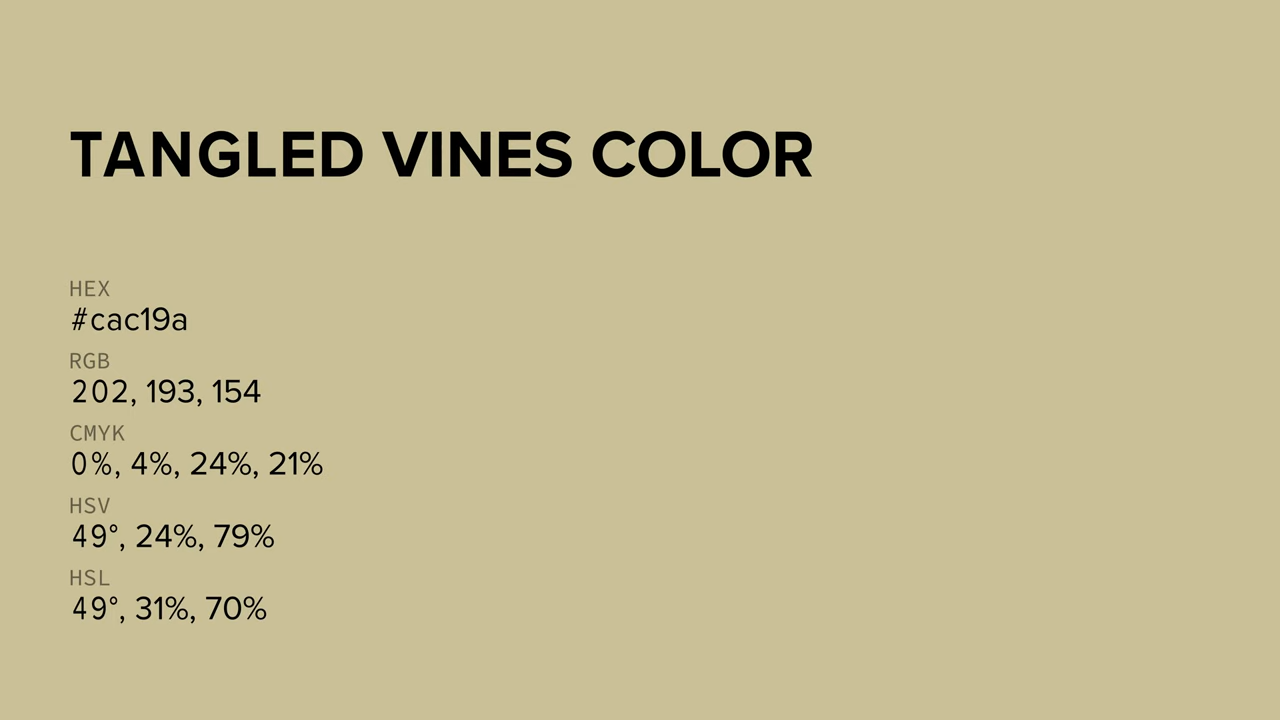 TANGLED VINES COLOR
HEX
#cac19a
RGB
202, 193, 154
CMYK
0%, 4%, 24%, 21%
HSV
49°, 24%, 79%
HSL
49°, 31%, 70%